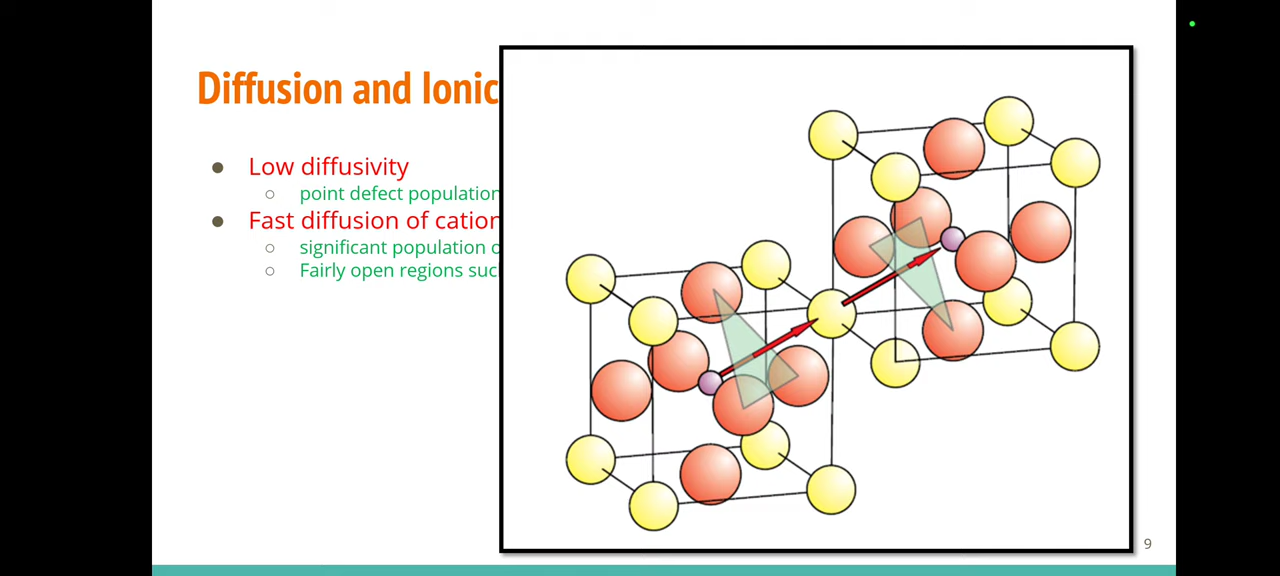 Diffusion and Ionic
● Low diffusivity
○ point defect population
● Fast diffusion of cation
○ significant population
○ Fairly open regions suc
9